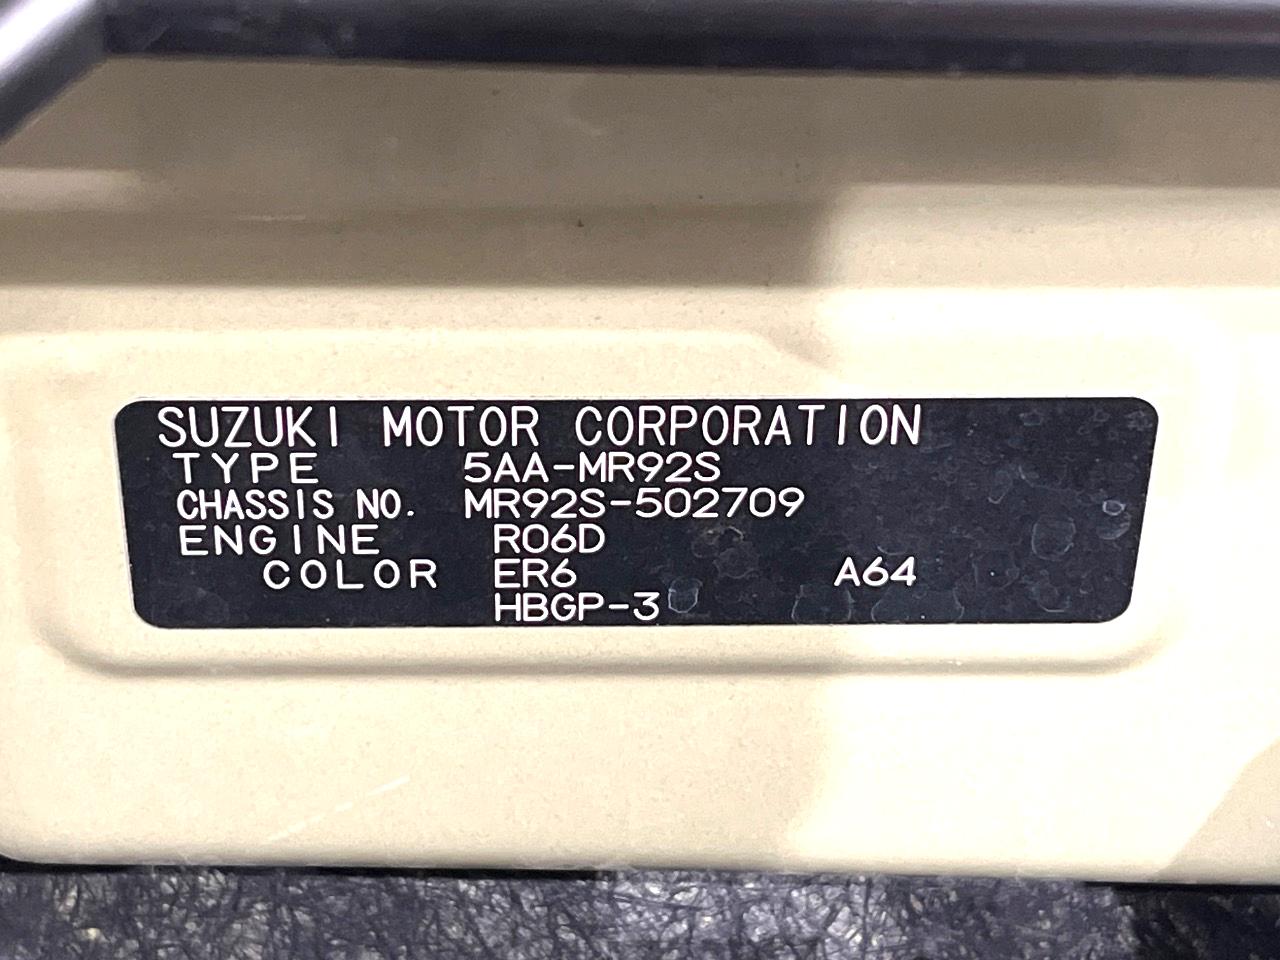 SUZUKI MOTOR CORPORATION
TYPE 5AA-MR92S
CHASSIS NO. MR92S-502709
ENGINE R06D
COLOR ER6 A64
HBGP-3